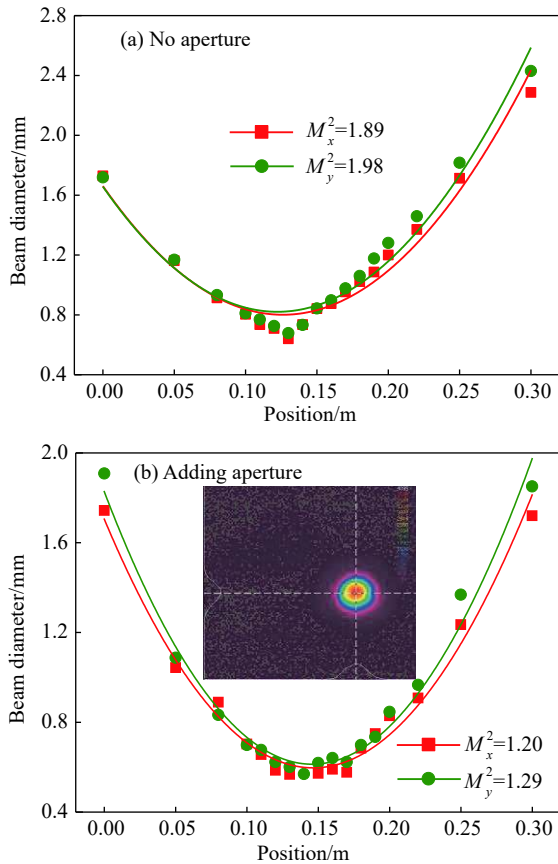 (a) No aperture
Beam diameter/mm
2.8
2.4
2.0
1.6
1.2
0.8
0.4
M_x^2=1.89
M_y^2=1.98
0.00 0.05 0.10 0.15 0.20 0.25 0.30
Position/m
(b) Adding aperture
Beam diameter/mm
2.0
1.6
1.2
0.8
0.4
M_x^2=1.20
M_y^2=1.29
0.00 0.05 0.10 0.15 0.20 0.25 0.30
Position/m